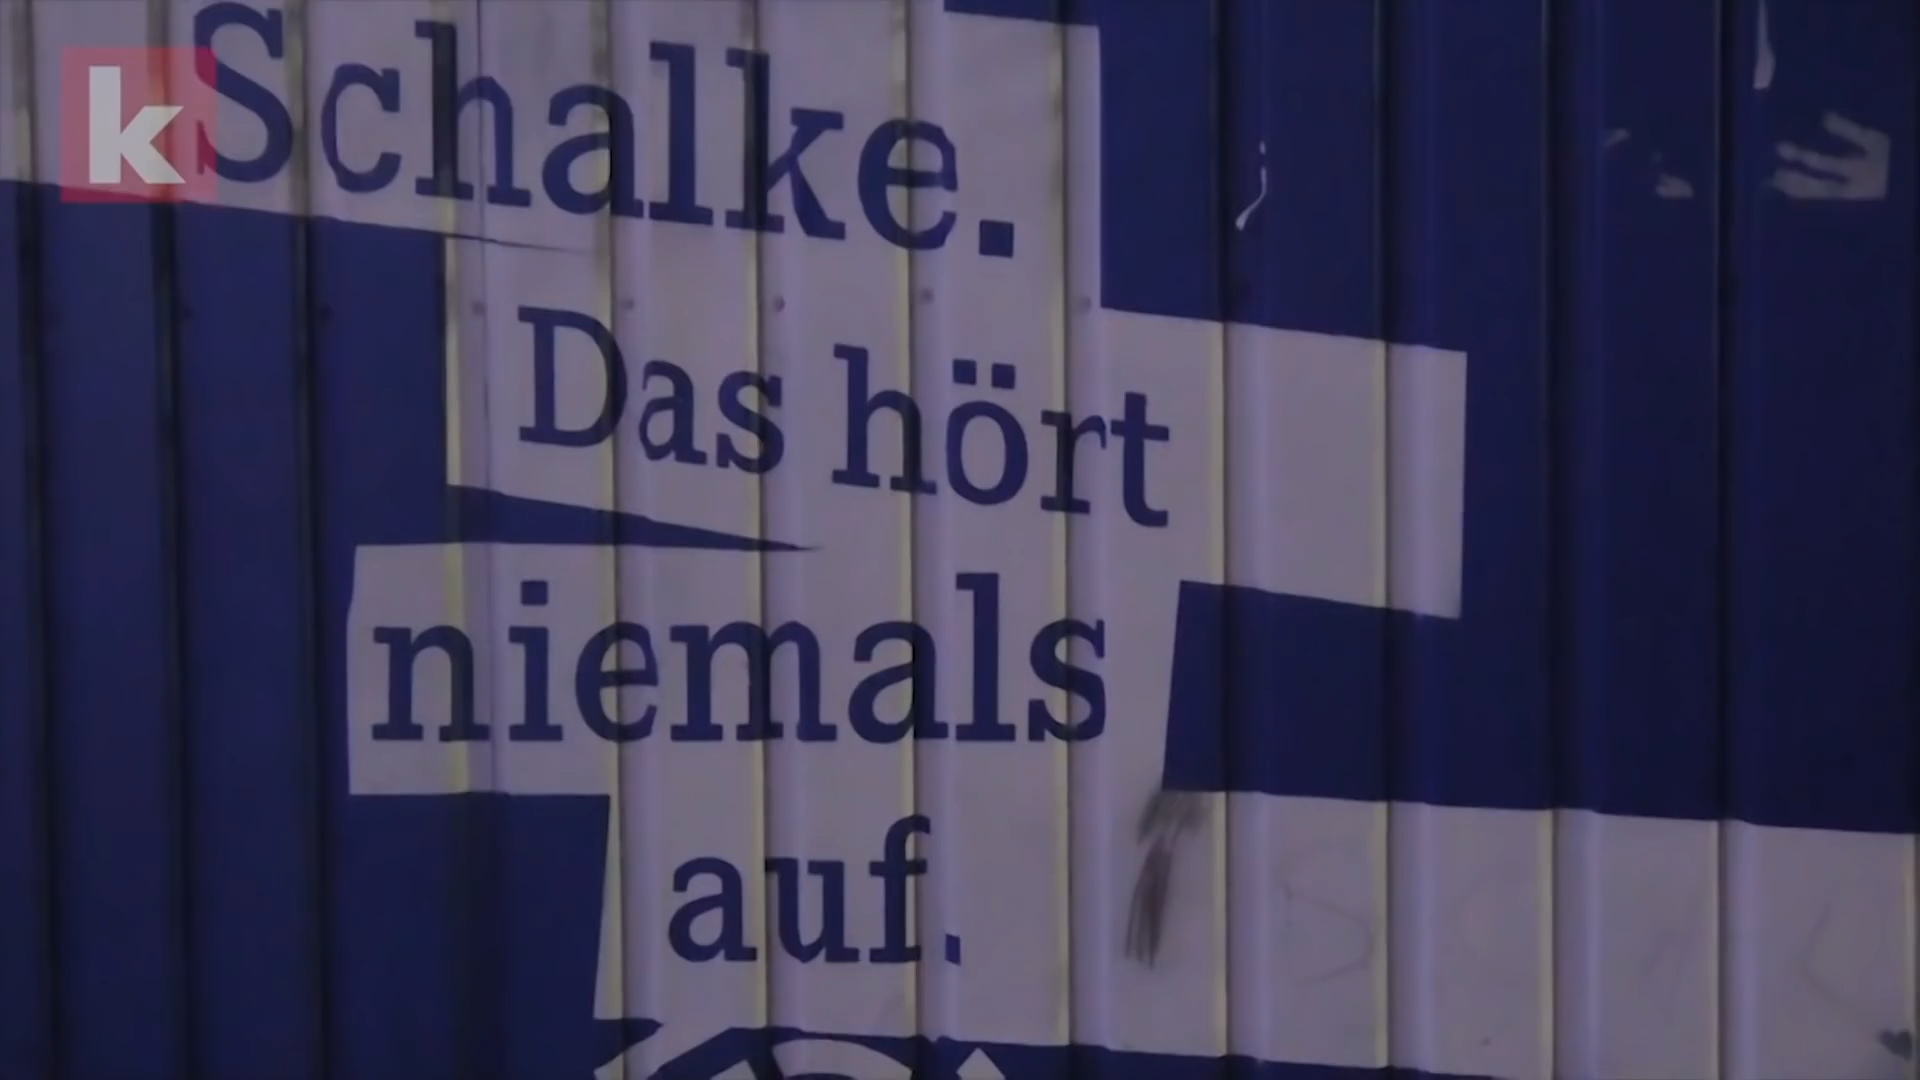 k
Schalke.
Das hört
niemals
auf.